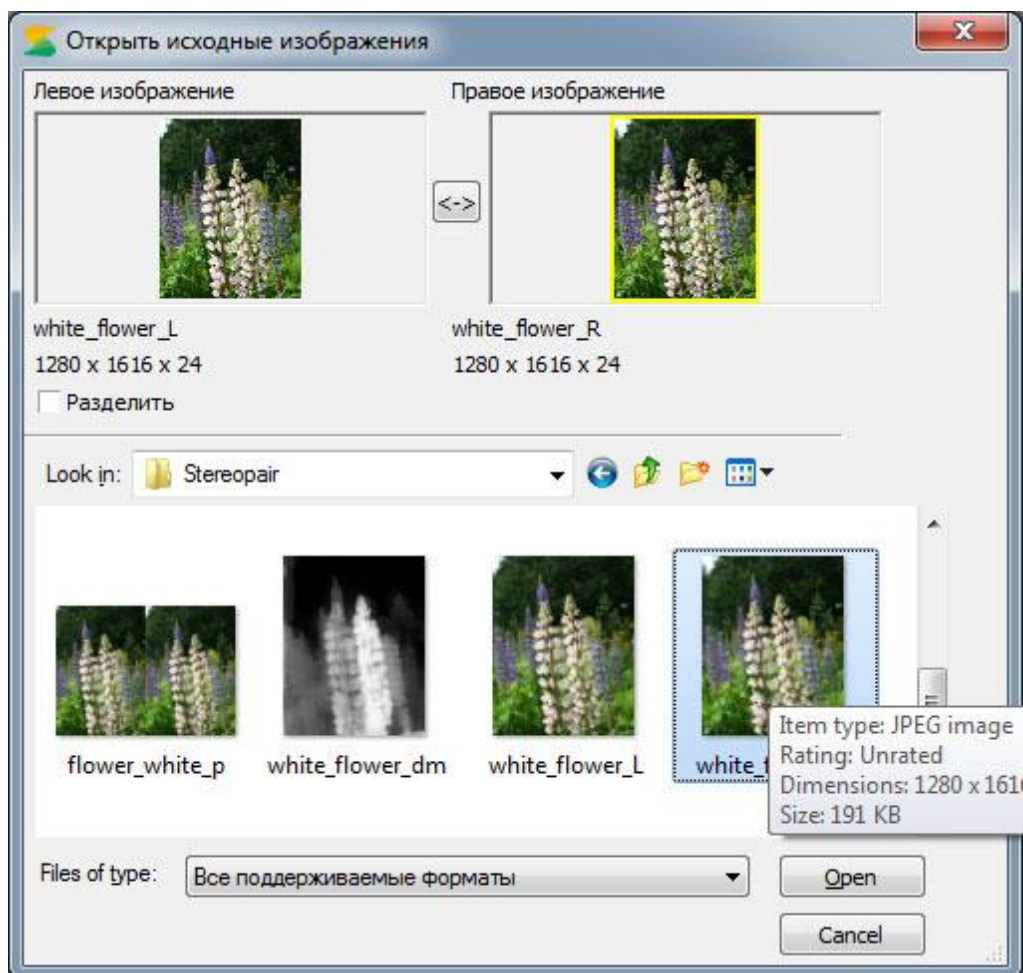 Открыть исходные изображения
Левое изображение
Правое изображение
<->
white_flower_L
white_flower_R
1280 x 1616 x 24
1280 x 1616 x 24
Разделить
Look in:
Stereopair
flower_white_p
white_flower_dm
white_flower_L
white_f
Item type: JPEG image
Rating: Unrated
Dimensions: 1280 x 161
Size: 191 KB
Files of type:
Все поддерживаемые форматы
Open
Cancel